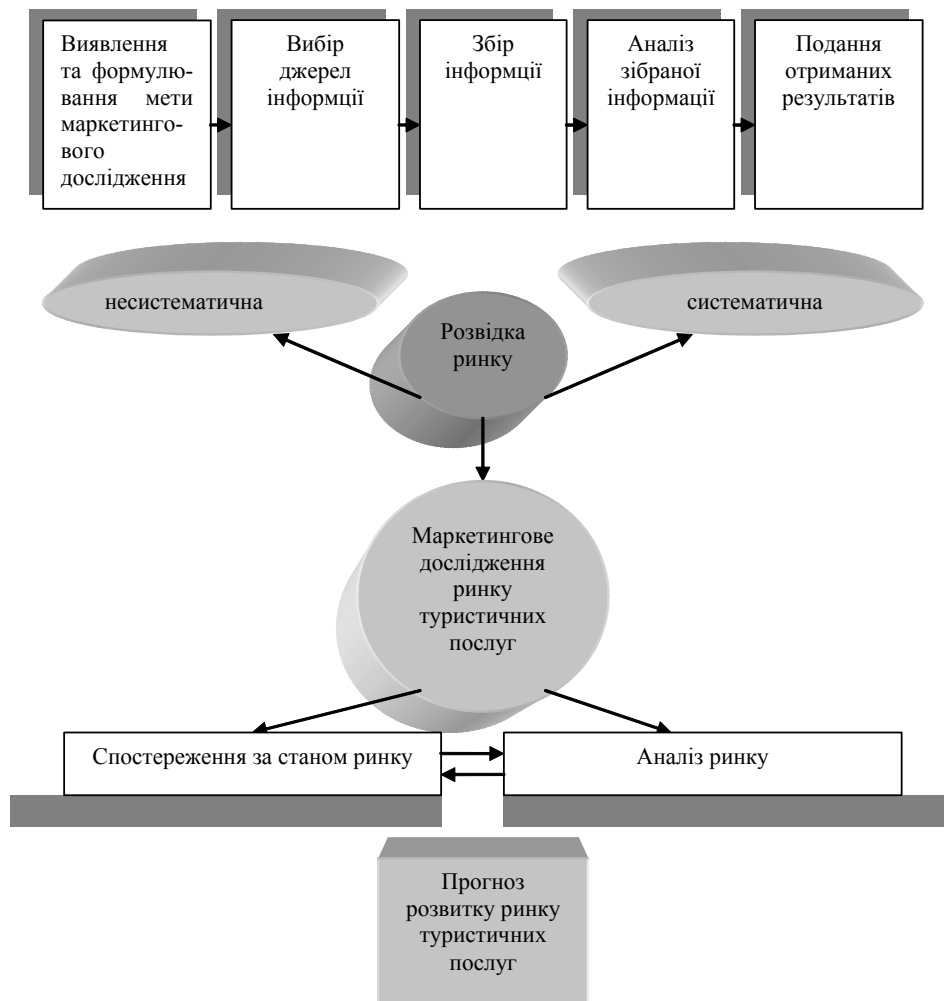 Виявлення
та формулю-
вання мети
маркетинго-
вого
дослідження
Вибір
джерел
інформції
Збір
інформції
Аналіз
зібраної
інформації
Подання
отриманих
результатів
несистематична
систематична
Розвідка
ринку
Маркетингове
дослідження
ринку
туристичних
послуг
Спостереження за станом ринку
Аналіз ринку
Прогноз
розвитку ринку
туристичних
послуг